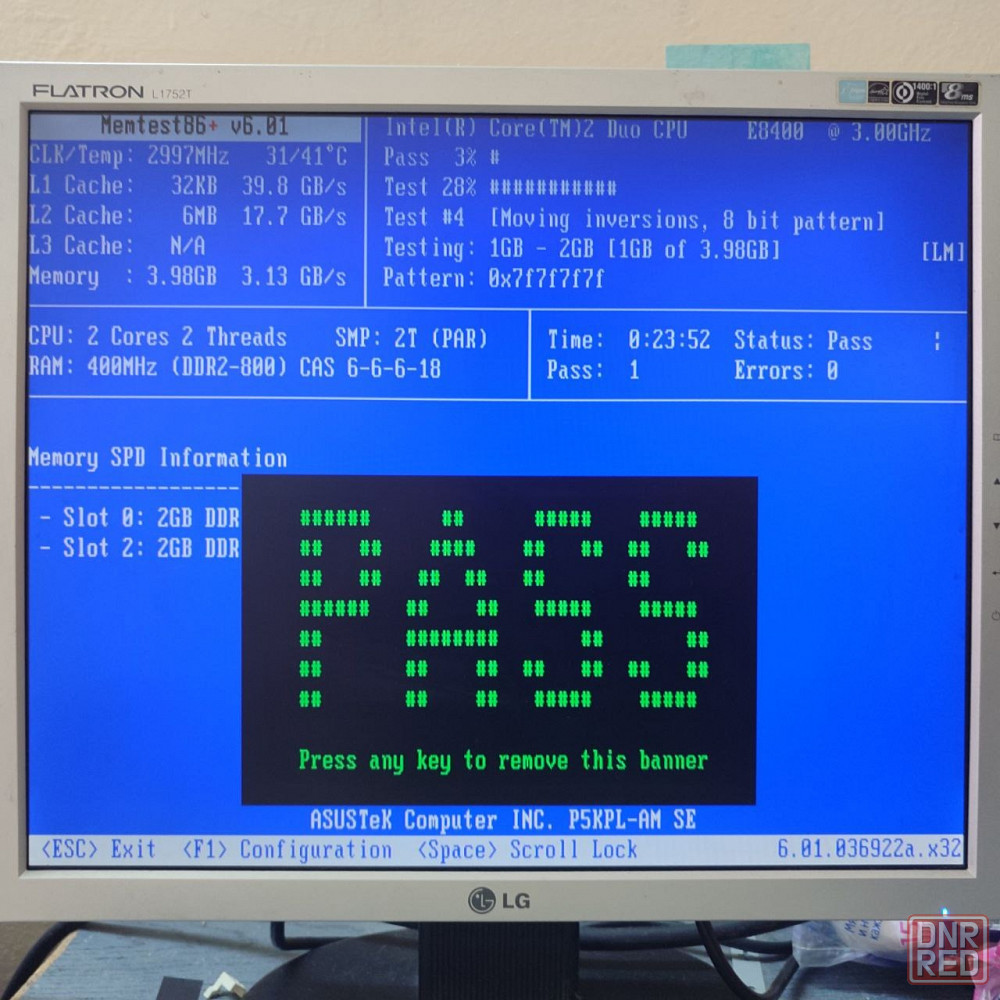 FLATRON L1752T
1400:1
8ms
Memtest86+ v6.01
Intel(R) Core(TM)2 Duo CPU E8400 @ 3.00GHz
CLK/Temp: 2997MHz 31/41°C
Pass 3% #
L1 Cache: 32KB 39.8 GB/s
Test 28% ###########
L2 Cache: 6MB 17.7 GB/s
Test #4 [Moving inversions, 8 bit pattern]
L3 Cache: N/A
Testing: 1GB - 2GB [1GB of 3.98GB] [LM]
Memory : 3.98GB 3.13 GB/s
Pattern: 0x7f7f7f7f
CPU: 2 Cores 2 Threads SMP: 2T (PAR)
Time: 0:23:52 Status: Pass
RAM: 400MHz (DDR2-800) CAS 6-6-6-18
Pass: 1 Errors: 0
Memory SPD Information
- Slot 0: 2GB DDR
- Slot 2: 2GB DDR
PASS
Press any key to remove this banner
ASUSTeK Computer INC. P5KPL-AM SE
<ESC> Exit <F1> Configuration <Space> Scroll Lock 6.01.036922a.x32
LG
DNR
RED